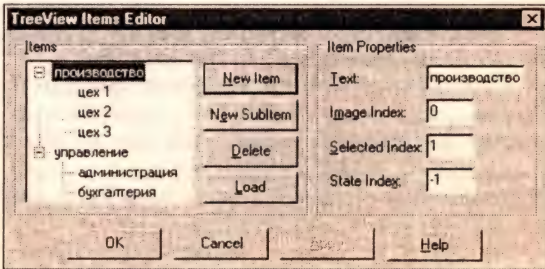 TreeView Items Editor
Items
производство
цех 1
цех 2
цех 3
управление
администрация
бухгалтерия
New Item
New SubItem
Delete
Load
Item Properties
Text: производство
Image Index: 0
Selected Index: 1
State Index: -1
OK Cancel Apply Help